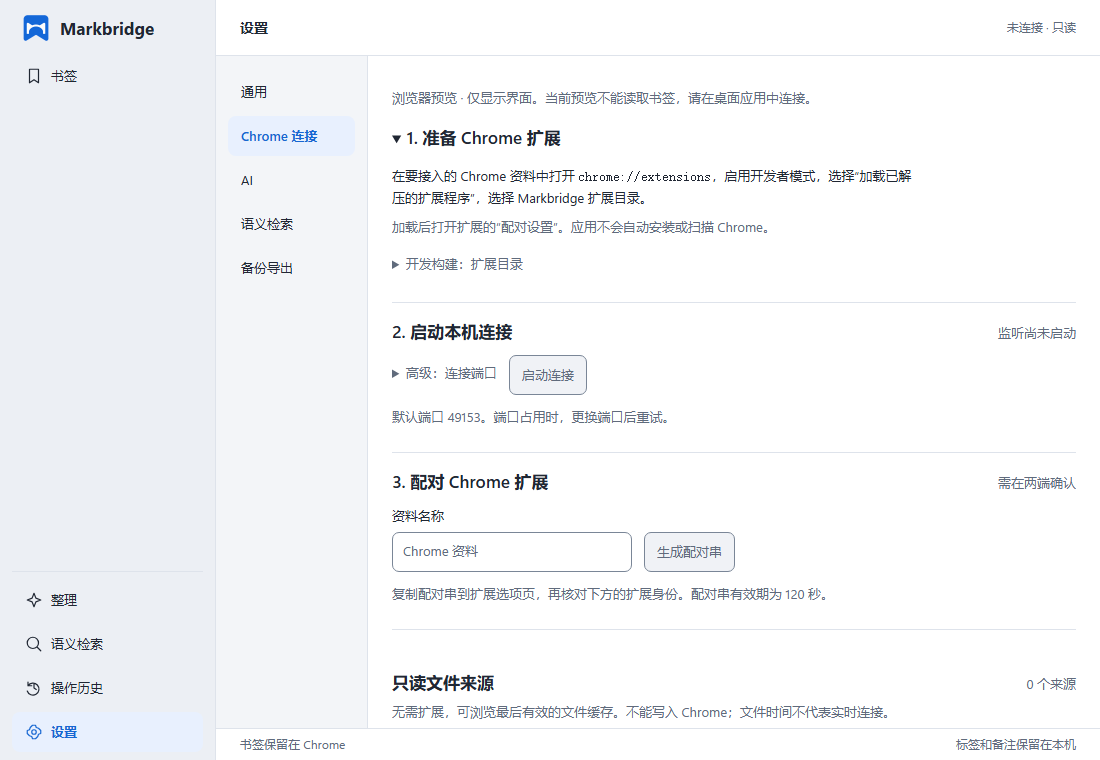 Markbridge
书签
整理
语义检索
操作历史
设置
设置
未连接 · 只读
通用
Chrome 连接
AI
语义检索
备份导出
浏览器预览 · 仅显示界面。当前预览不能读取书签，请在桌面应用中连接。
1. 准备 Chrome 扩展
在要接入的 Chrome 资料中打开 chrome://extensions，启用开发者模式，选择“加载已解
压的扩展程序”，选择 Markbridge 扩展目录。
加载后打开扩展的“配对设置”。应用不会自动安装或扫描 Chrome。
开发构建：扩展目录
2. 启动本机连接
监听尚未启动
高级：连接端口
启动连接
默认端口 49153。端口占用时，更换端口后重试。
3. 配对 Chrome 扩展
需在两端确认
资料名称
Chrome 资料
生成配对串
复制配对串到扩展选项页，再核对下方的扩展身份。配对串有效期为 120 秒。
只读文件来源
0 个来源
无需扩展，可浏览最后有效的文件缓存。不能写入 Chrome；文件时间不代表实时连接。
书签保留在 Chrome
标签和备注保留在本机